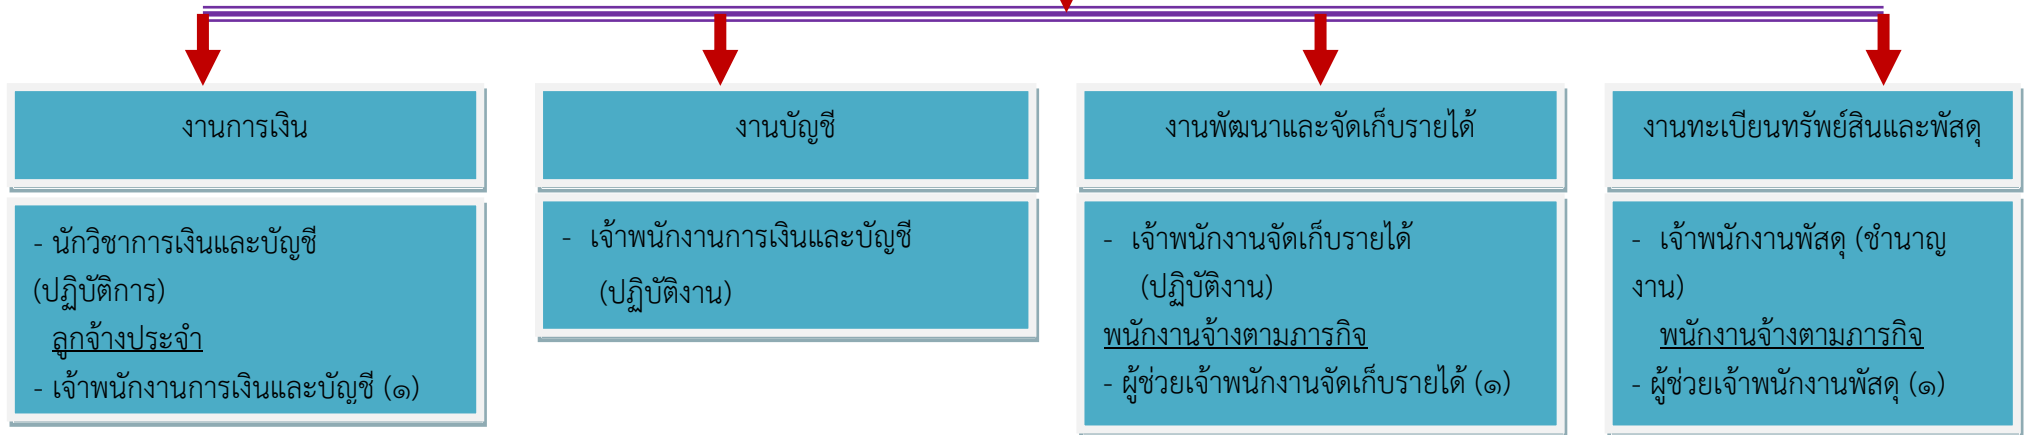 งานการเงิน
งานบัญชี
งานพัฒนาและจัดเก็บรายได้
งานทะเบียนทรัพย์สินและพัสดุ
- นักวิชาการเงินและบัญชี
(ปฏิบัติการ)
ลูกจ้างประจำ
- เจ้าพนักงานการเงินและบัญชี (๑)
- เจ้าพนักงานการเงินและบัญชี
(ปฏิบัติงาน)
- เจ้าพนักงานจัดเก็บรายได้
(ปฏิบัติงาน)
พนักงานจ้างตามภารกิจ
- ผู้ช่วยเจ้าพนักงานจัดเก็บรายได้ (๑)
- เจ้าพนักงานพัสดุ (ชำนาญ
งาน)
พนักงานจ้างตามภารกิจ
- ผู้ช่วยเจ้าพนักงานพัสดุ (๑)